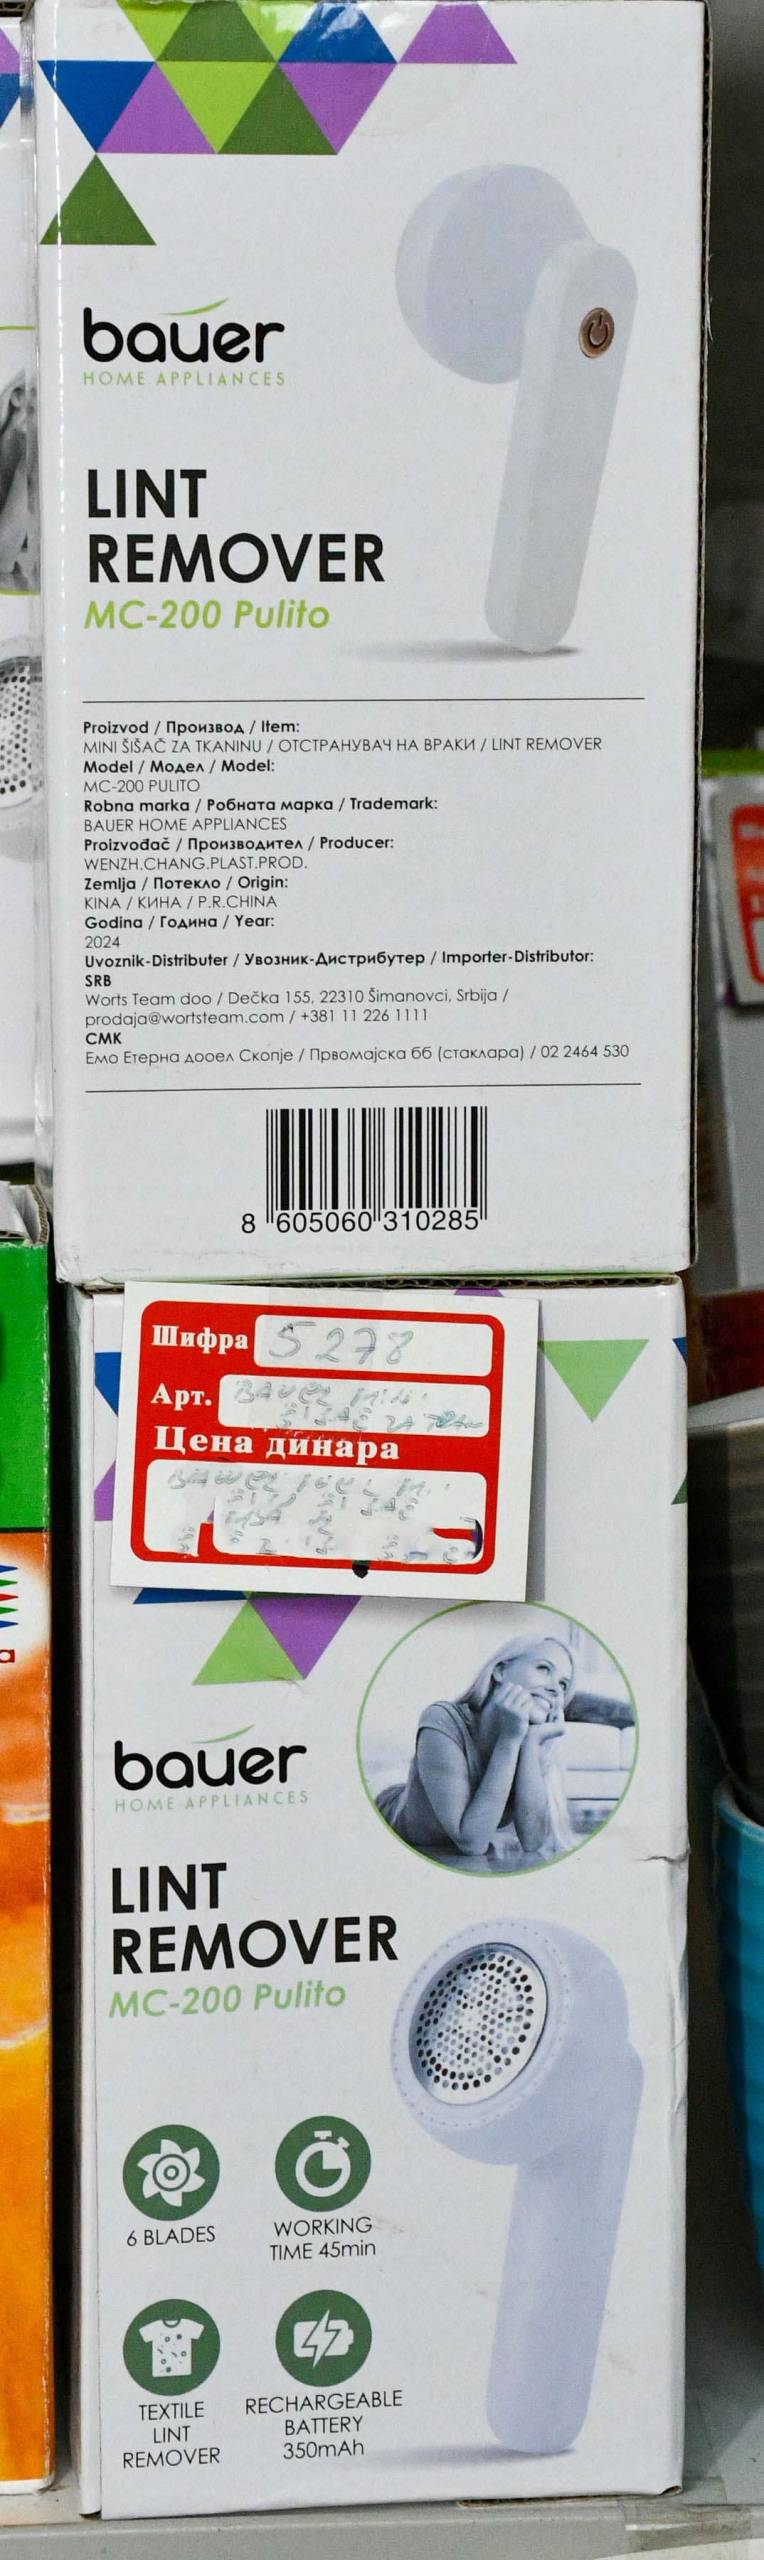 bauer
HOME APPLIANCES
LINT
REMOVER
MC-200 Pulito
Proizvod / Производ / Item:
MINI ŠIŠAČ ZA TKANINU / ОТСТРАНУВАЧ НА ВРАКИ / LINT REMOVER
Model / Модел / Model:
MC-200 PULITO
Robna marka / Робната марка / Trademark:
BAUER HOME APPLIANCES
Proizvođač / Производител / Producer:
WENZH.CHANG.PLAST.PROD.
Zemlja / Потекло / Origin:
KINA / КИНА / P.R.CHINA
Godina / Година / Year:
2024
Uvoznik-Distributer / Увозник-Дистрибутер / Importer-Distributor:
SRB
Worts Team doo / Dečka 155, 22310 Šimanovci, Srbija /
prodaja@wortsteam.com / +381 11 226 1111
СМК
Емо Етерна дооел Скопје / Првомајска бб (стаклара) / 02 2464 530
8 605060 310285
Шифра 5278
Арт. BAUER MINI
ŠIŠAČ ZA
Цена динара
bauer
HOME APPLIANCES
LINT
REMOVER
MC-200 Pulito
6 BLADES
WORKING
TIME 45min
TEXTILE
LINT
REMOVER
RECHARGEABLE
BATTERY
350mAh